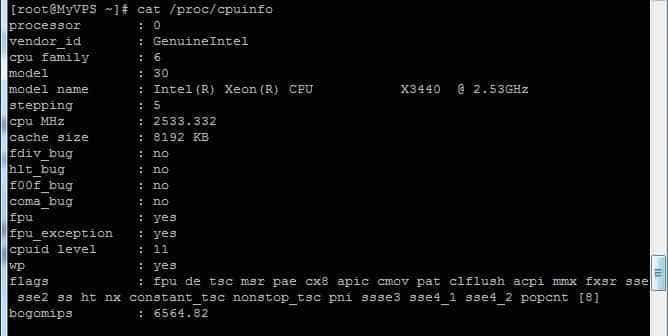 [root@MyVPS ~]# cat /proc/cpuinfo
processor : 0
vendor_id : GenuineIntel
cpu family : 6
model : 30
model name : Intel(R) Xeon(R) CPU X3440 @ 2.53GHz
stepping : 5
cpu MHz : 2533.332
cache size : 8192 KB
fdiv_bug : no
hlt_bug : no
f00f_bug : no
coma_bug : no
fpu : yes
fpu_exception : yes
cpuid level : 11
wp : yes
flags : fpu de tsc msr pae cx8 apic cmov pat clflush acpi mmx fxsr sse
sse2 ss ht nx constant_tsc nonstop_tsc pni ssse3 sse4_1 sse4_2 popcnt [8]
bogomips : 6564.82